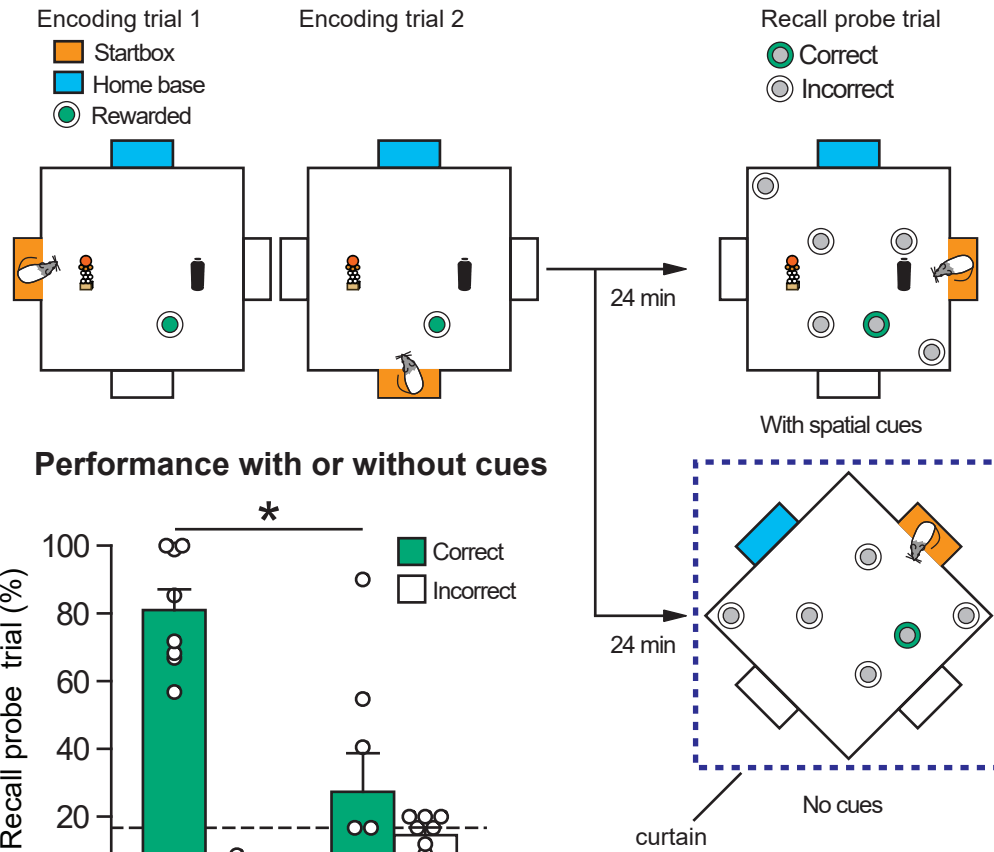 Encoding trial 1
Encoding trial 2
Recall probe trial
Startbox
Home base
Rewarded
Correct
Incorrect
24 min
With spatial cues
24 min
No cues
curtain
Performance with or without cues
*
Correct
Incorrect
Recall probe trial (%)
100
80
60
40
20